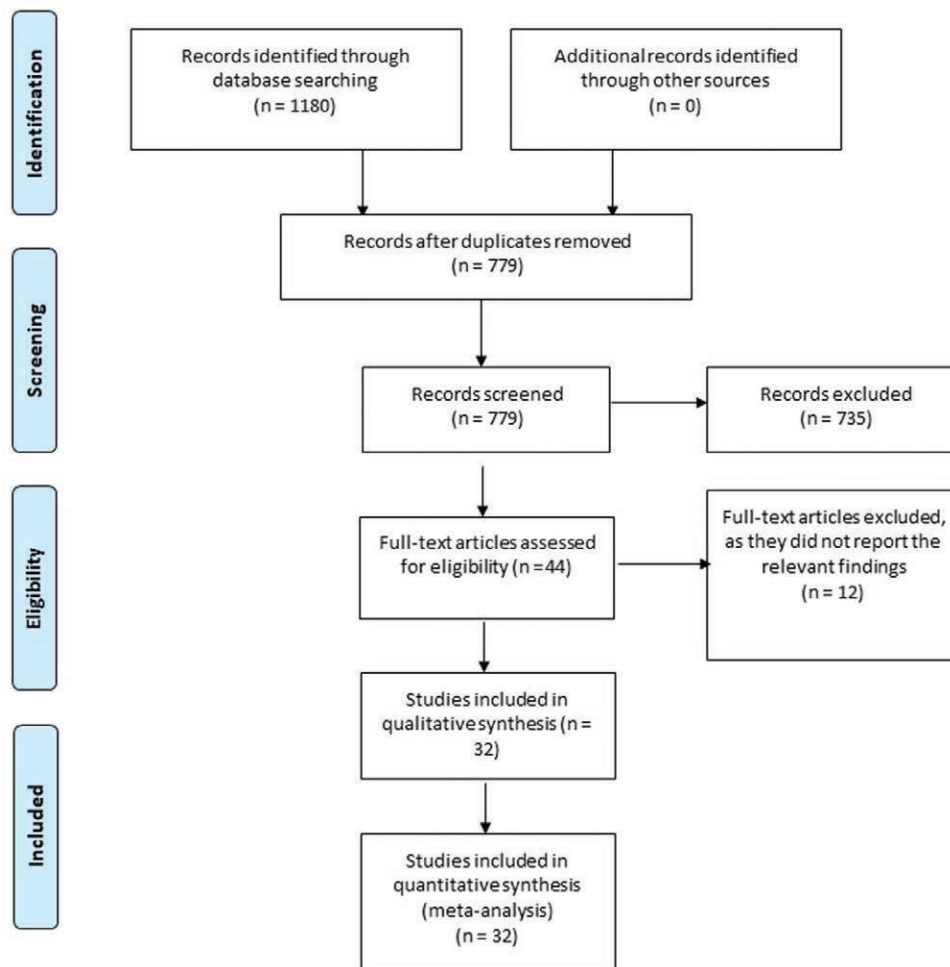 Identification
Records identified through
database searching
(n = 1180)
Additional records identified
through other sources
(n = 0)
Records after duplicates removed
(n = 779)
Screening
Records screened
(n = 779)
Records excluded
(n = 735)
Eligibility
Full-text articles assessed
for eligibility (n = 44)
Full-text articles excluded,
as they did not report the
relevant findings
(n = 12)
Studies included in
qualitative synthesis (n =
32)
Included
Studies included in
quantitative synthesis
(meta-analysis)
(n = 32)